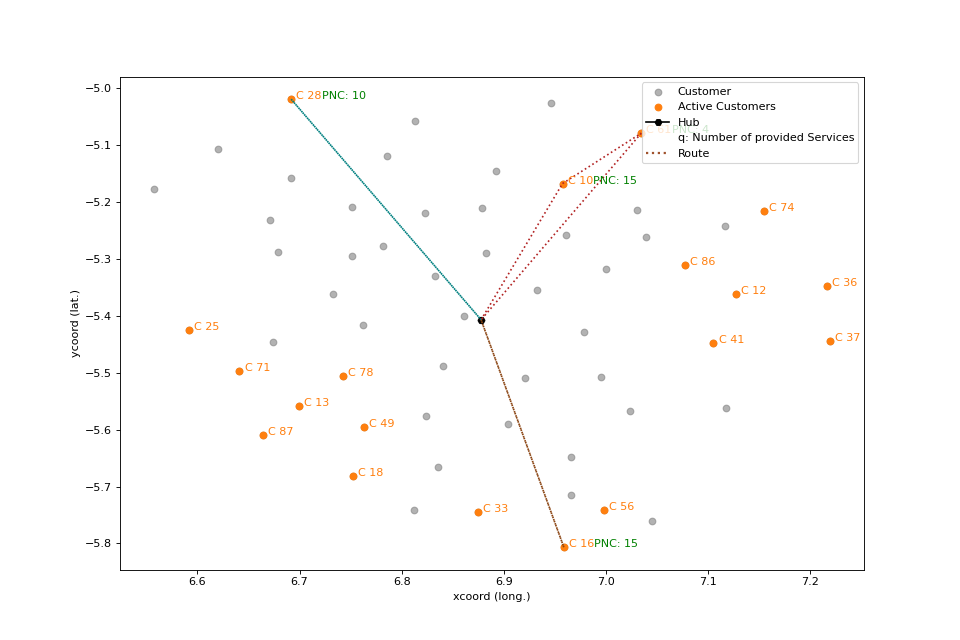 Customer
Active Customers
Hub
q: Number of provided Services
Route
C 28 PNC: 10
C 10 PNC: 15
C 74
C 86
C 36
C 12
C 25
C 41
C 37
C 71
C 78
C 13
C 49
C 87
C 18
C 33
C 56
C 16 PNC: 15
−5.0
−5.1
−5.2
−5.3
−5.4
−5.5
−5.6
−5.7
−5.8
ycoord (lat.)
6.6 6.7 6.8 6.9 7.0 7.1 7.2
xcoord (long.)